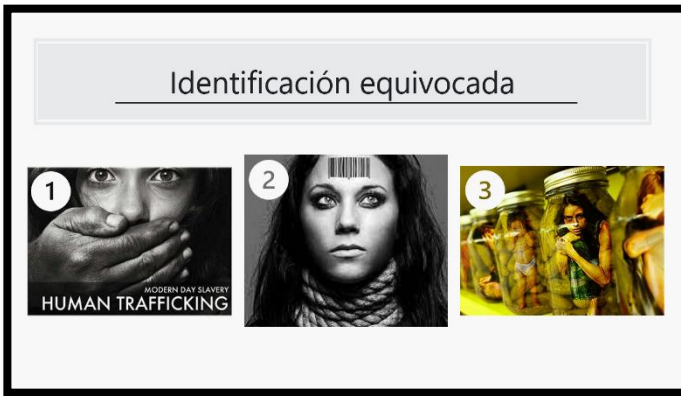 Identificación equivocada
1
2
3
MODERN DAY SLAVERY
HUMAN TRAFFICKING